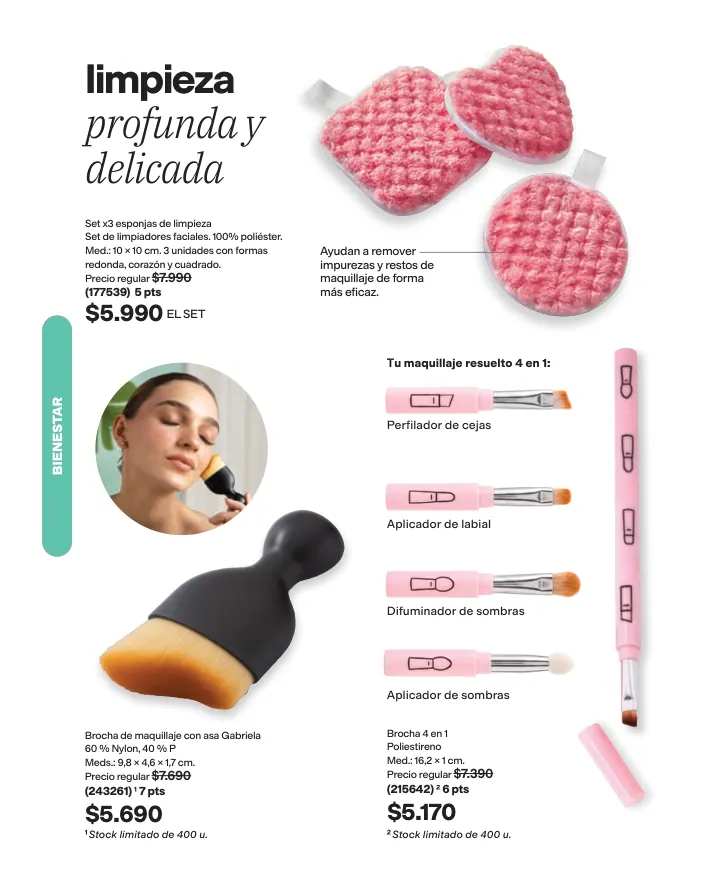 limpieza
profunda y
delicada
Set x3 esponjas de limpieza
Set de limpiadores faciales. 100% poliéster.
Med.: 10 x 10 cm. 3 unidades con formas
redonda, corazón y cuadrado.
Precio regular $7.990
(177539) 5 pts
$5.990 EL SET
Ayudan a remover
impurezas y restos de
maquillaje de forma
más eficaz.
BIENESTAR
Tu maquillaje resuelto 4 en 1:
Perfilador de cejas
Aplicador de labial
Difuminador de sombras
Aplicador de sombras
Brocha de maquillaje con asa Gabriela
60 % Nylon, 40 % P
Meds.: 9,8 × 4,6 × 1,7 cm.
Precio regular $7.690
(243261) ¹ 7 pts
$5.690
¹ Stock limitado de 400 u.
Brocha 4 en 1
Poliestireno
Med.: 16,2 × 1 cm.
Precio regular $7.390
(215642) ² 6 pts
$5.170
² Stock limitado de 400 u.